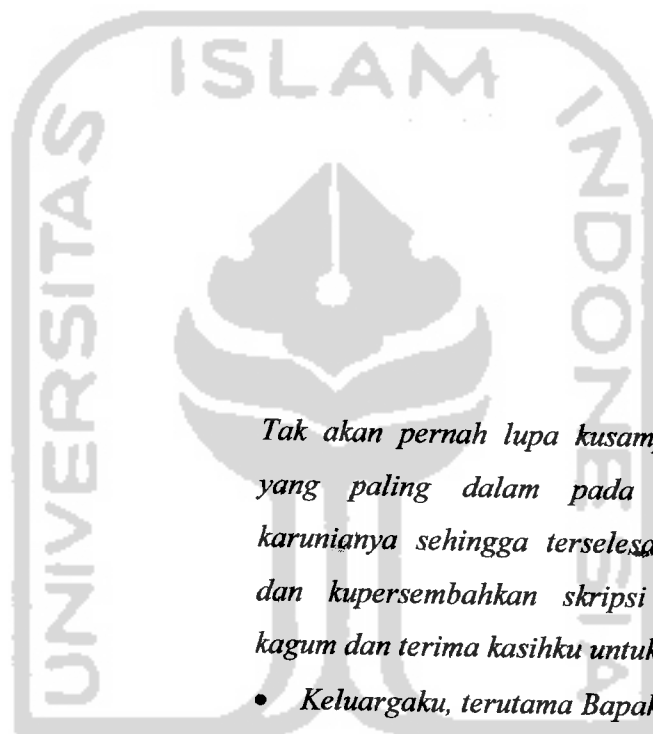 UNIVERSITAS
ISLAM
INDONESIA
Tak akan pernah lupa
yang paling dalam pada
karunianya sehingga
dan kupersembahkan skripsi
kagum dan terima kasihku untuk
• Keluargaku, terutama Bapak